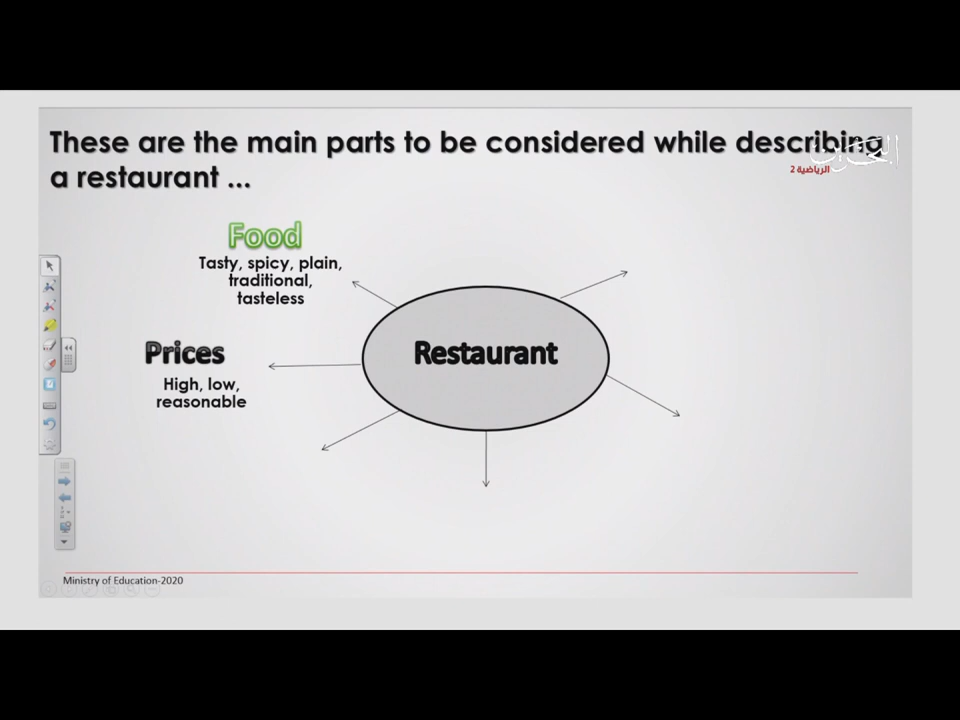 These are the main parts to be considered while describing
a restaurant ...
البحرين
الرياضية 2
Food
Tasty, spicy, plain,
traditional,
tasteless
Prices
High, low,
reasonable
Restaurant
Ministry of Education-2020